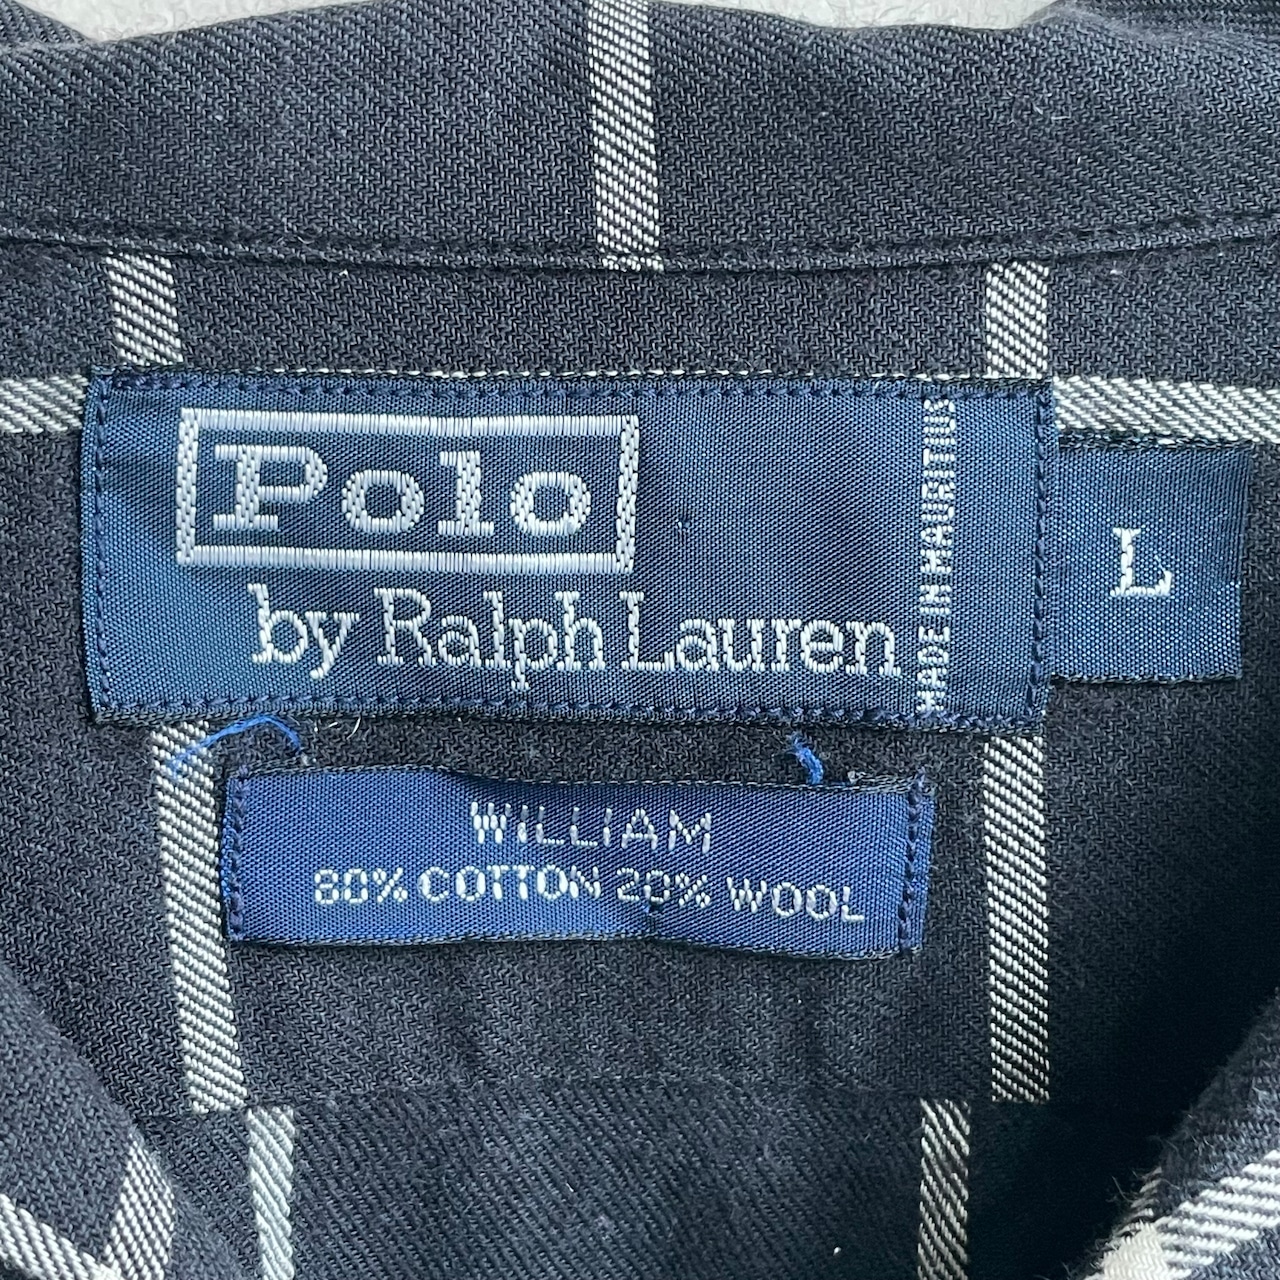 Polo
by Ralph Lauren
MADE IN MAURITIUS
L
WILLIAM
80% COTTON 20% WOOL